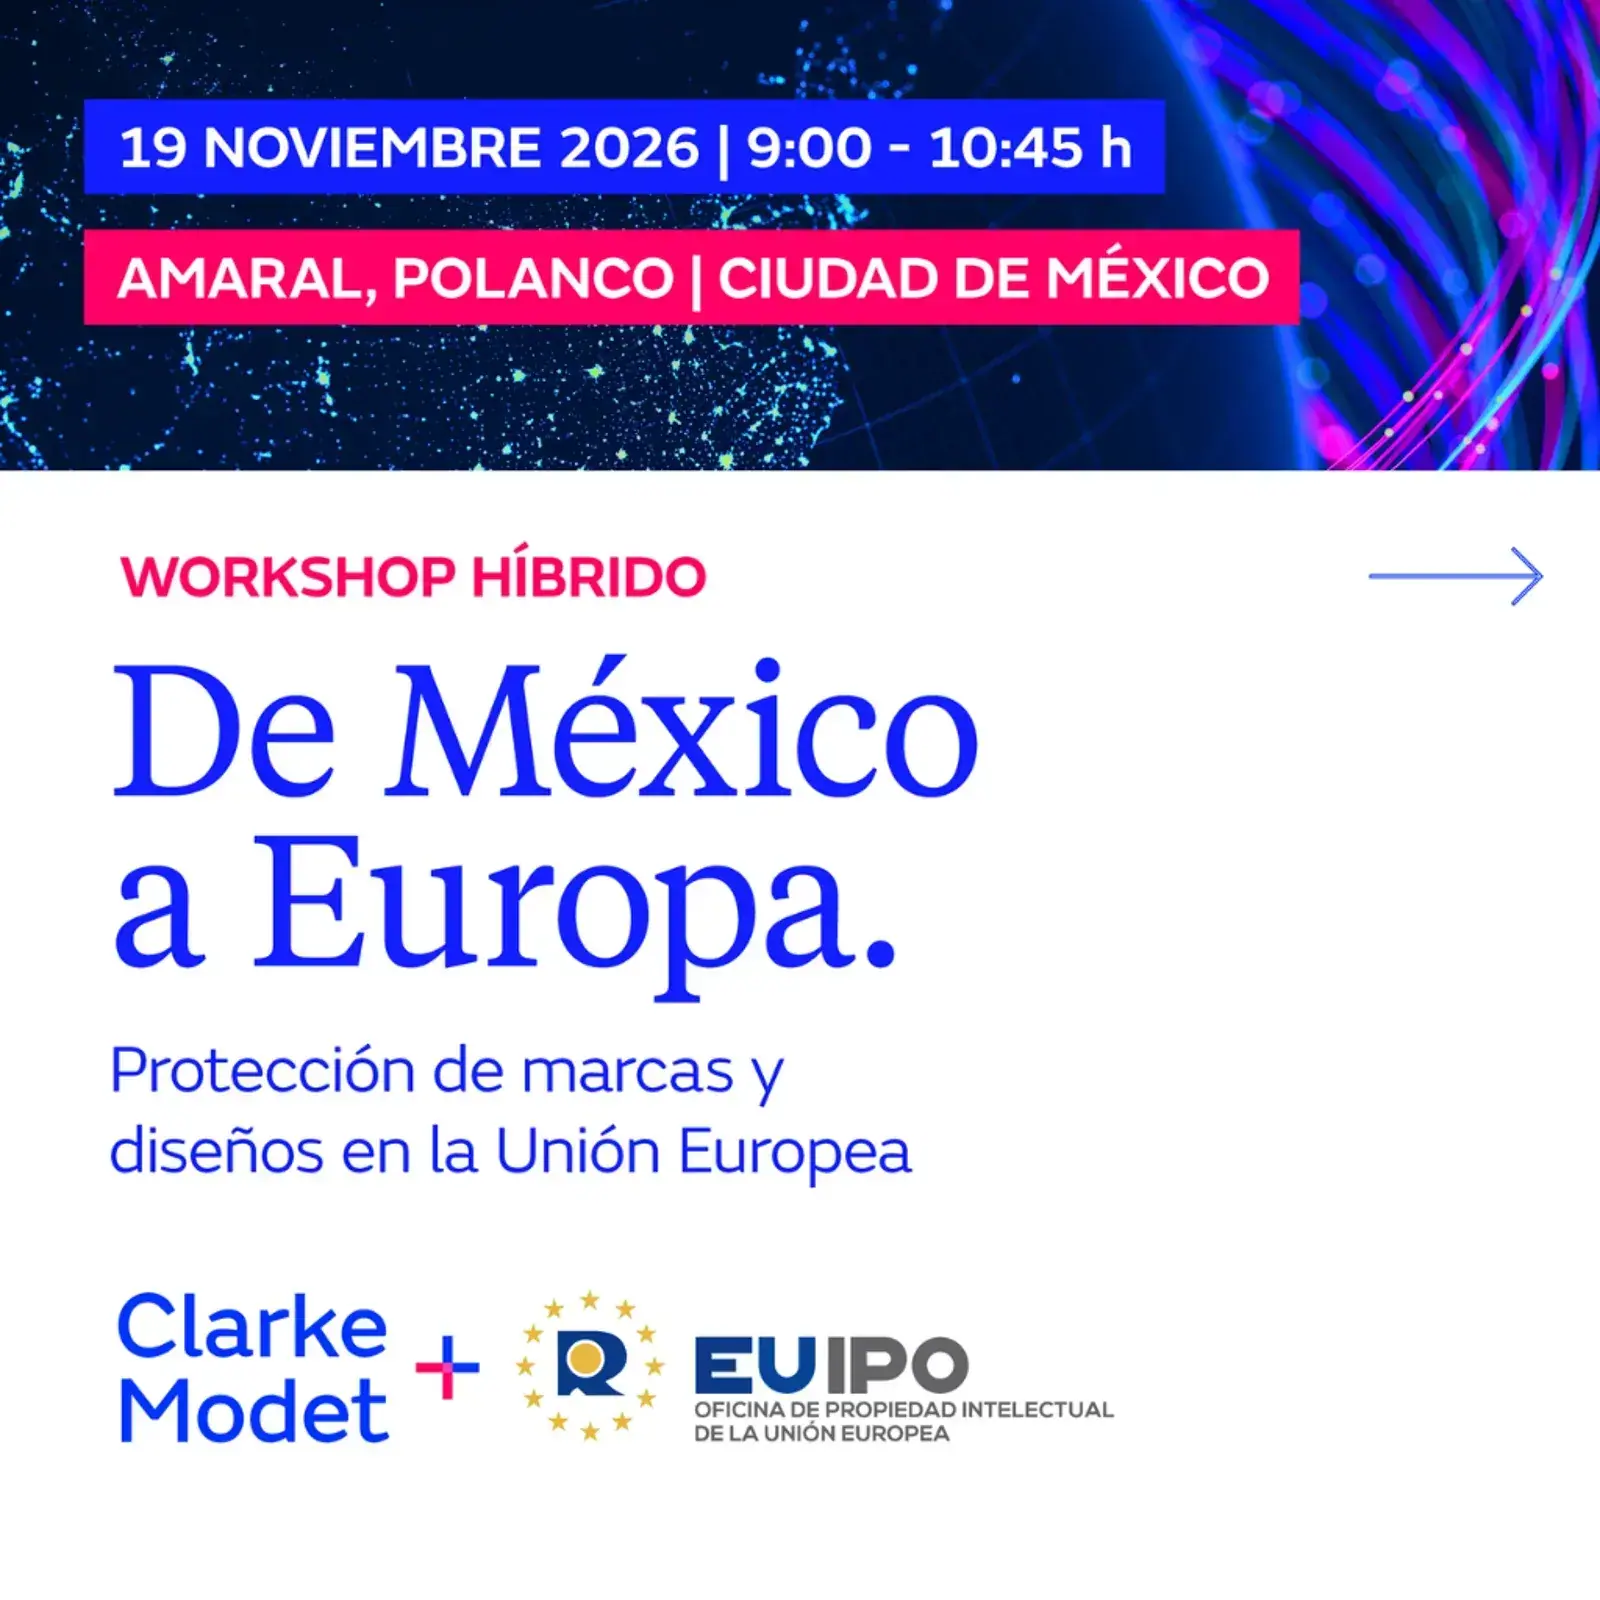 19 NOVIEMBRE 2026 | 9:00 - 10:45 h
AMARAL, POLANCO | CIUDAD DE MÉXICO
WORKSHOP HÍBRIDO
De México
a Europa.
Protección de marcas y
diseños en la Unión Europea
Clarke
Modet
EUIPO
OFICINA DE PROPIEDAD INTELECTUAL
DE LA UNIÓN EUROPEA